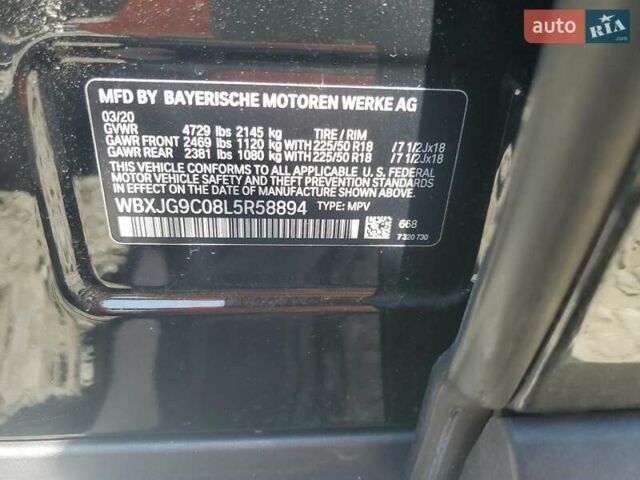 auto RIA.com
MFD BY BAYERISCHE MOTOREN WERKE AG
03/20
GVWR 4729 lbs 2145 kg TIRE / RIM
GAWR FRONT 2469 lbs 1120 kg WITH 225/50 R18 /7 1/2Jx18
GAWR REAR 2381 lbs 1080 kg WITH 225/50 R18 /7 1/2Jx18
THIS VEHICLE CONFORMS TO ALL APPLICABLE U.S. FEDERAL
MOTOR VEHICLE SAFETY AND THEFT PREVENTION STANDARDS
IN EFFECT ON THE DATE OF MANUFACTURE SHOWN ABOVE.
WBXJG9C08L5R58894 TYPE: MPV
668
7320 730